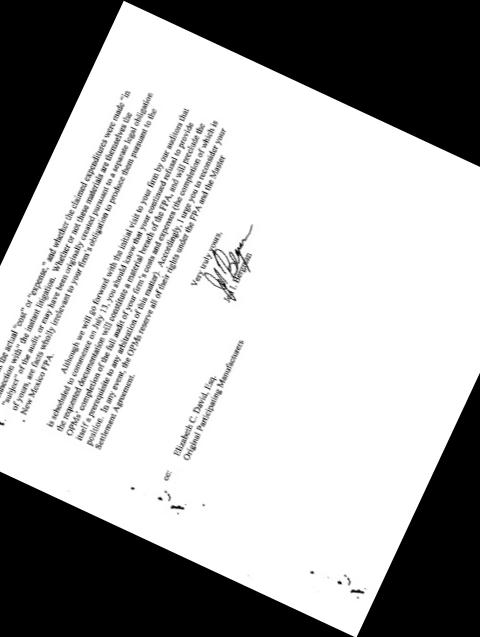 the actual "cost" or "expense," and whether the claimed expenditures were made "in
connection with" the instant litigation. Whether or not these materials are themselves the
"subject" of the audit, or may have been originally created pursuant to a separate legal obligation
of yours, are facts wholly irrelevant to your firm's obligation to produce them pursuant to the
New Mexico FPA.
Although we will go forward with the initial visit to your firm by our auditors that
is scheduled to commence on July 13, you should know that your continued refusal to provide
the requested documentation will constitute a material breach of the FPA, and will preclude the
OPMs' completion of the full audit of your firm's costs and expenses (the completion of which is
itself a prerequisite to any arbitration of this matter). Accordingly, I urge you to reconsider your
position. In any event, the OPMs reserve all of their rights under the FPA and the Master
Settlement Agreement.
Very truly yours,
cc: Elizabeth C. David, Esq.
Original Participating Manufacturers